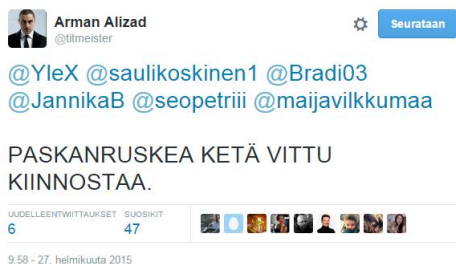 Arman Alizad
@titmeister
Seurataan
@YleX @saulikoskinen1 @Bradi03
@JannikaB @seopetriii @maijavilkkumaa
PASKANRUSKEA KETÄ VITTU
KIINNOSTAA.
UUDELLEENTWIITTAUKSET SUOSIKIT
6 47
9.58 - 27. helmikuuta 2015